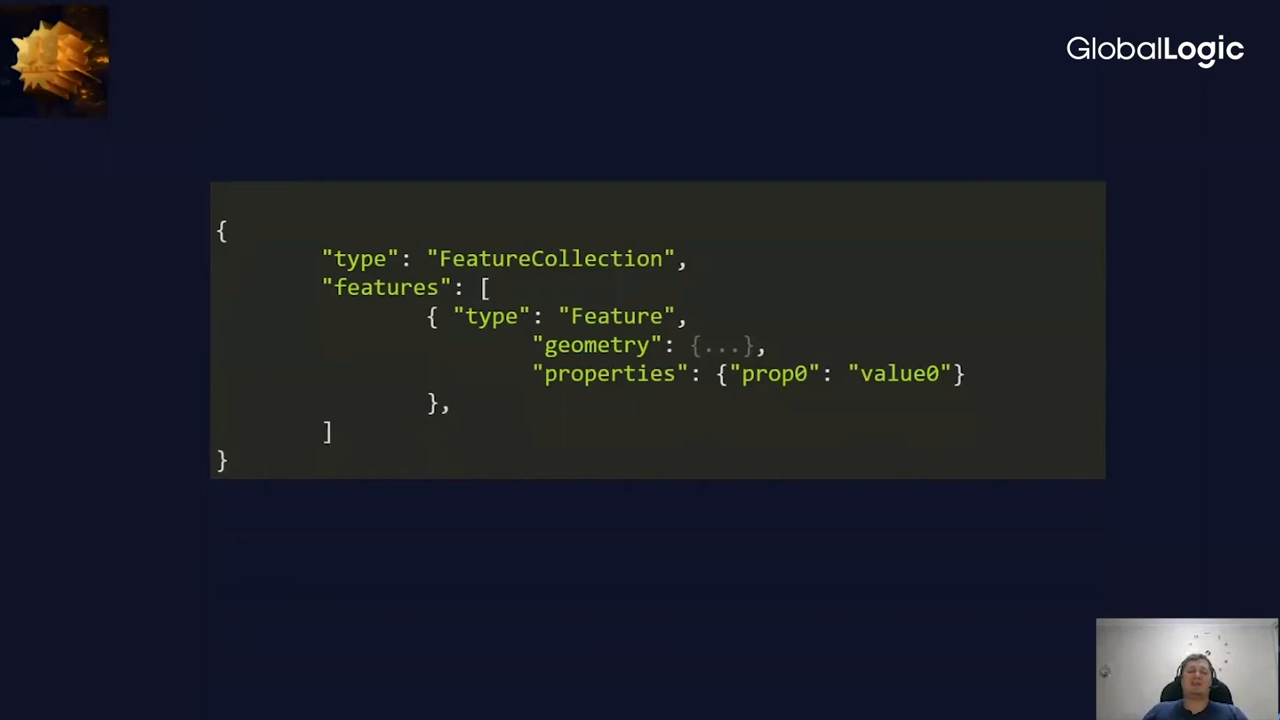 GlobalLogic
{
"type": "FeatureCollection",
"features": [
{ "type": "Feature",
"geometry": {...},
"properties": {"prop0": "value0"}
},
]
}